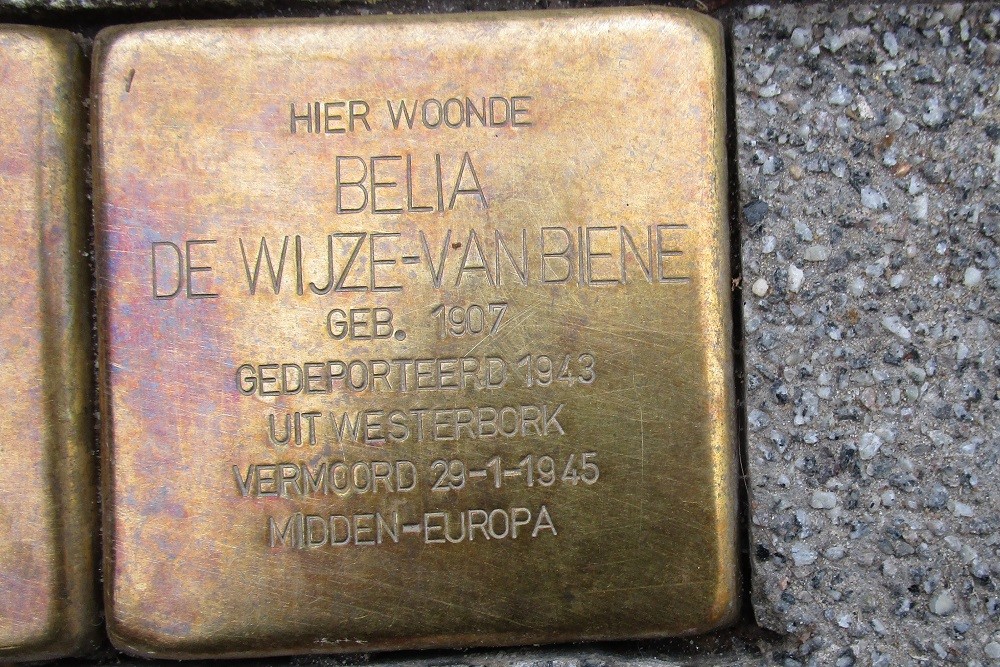 HIER WOONDE
BELIA
DE WIJZE-VAN BIENE
GEB. 1907
GEDEPORTEERD 1943
UIT WESTERBORK
VERMOORD 29-1-1945
MIDDEN-EUROPA